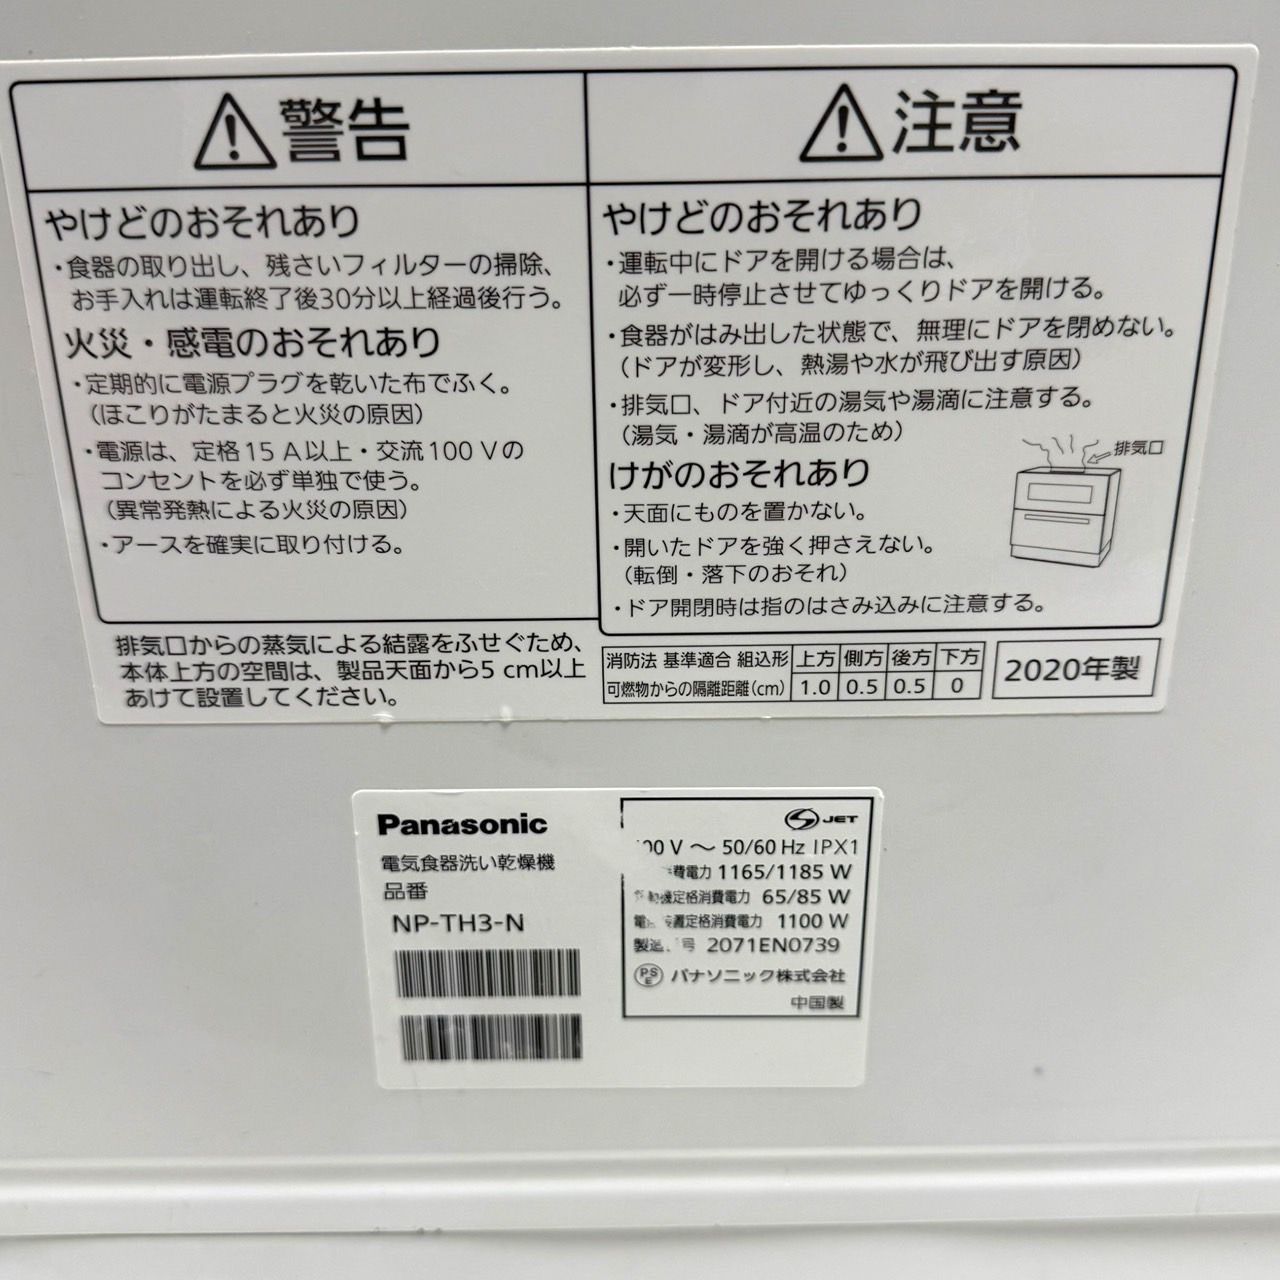 警告
やけどのおそれあり
・食器の取り出し、残さいフィルターの掃除、
お手入れは運転終了後30分以上経過後行う。
火災・感電のおそれあり
・定期的に電源プラグを乾いた布でふく。
（ほこりがたまると火災の原因）
・電源は、定格15A以上・交流100Vの
コンセントを必ず単独で使う。
（異常発熱による火災の原因）
・アースを確実に取り付ける。
注意
やけどのおそれあり
・運転中にドアを開ける場合は、
必ず一時停止させてゆっくりドアを開ける。
・食器がはみ出した状態で、無理にドアを閉めない。
（ドアが変形し、熱湯や水が飛び出す原因）
・排気口、ドア付近の湯気や湯滴に注意する。
（湯気・湯滴が高温のため）
排気口
けがのおそれあり
・天面にものを置かない。
・開いたドアを強く押さえない。
（転倒・落下のおそれ）
・ドア開閉時は指のはさみ込みに注意する。
排気口からの蒸気による結露をふせぐため、
本体上方の空間は、製品天面から5 cm以上
あけて設置してください。
消防法 基準適合 組込形 上方 側方 後方 下方
可燃物からの隔離距離(cm) 1.0 0.5 0.5 0
2020年製
Panasonic
電気食器洗い乾燥機
品番
NP-TH3-N
JET
00 V ～ 50/60 Hz IPX1
費電力 1165/1185 W
機定格消費電力 65/85 W
置定格消費電力 1100 W
号 2071EN0739
PSE パナソニック株式会社
中国製